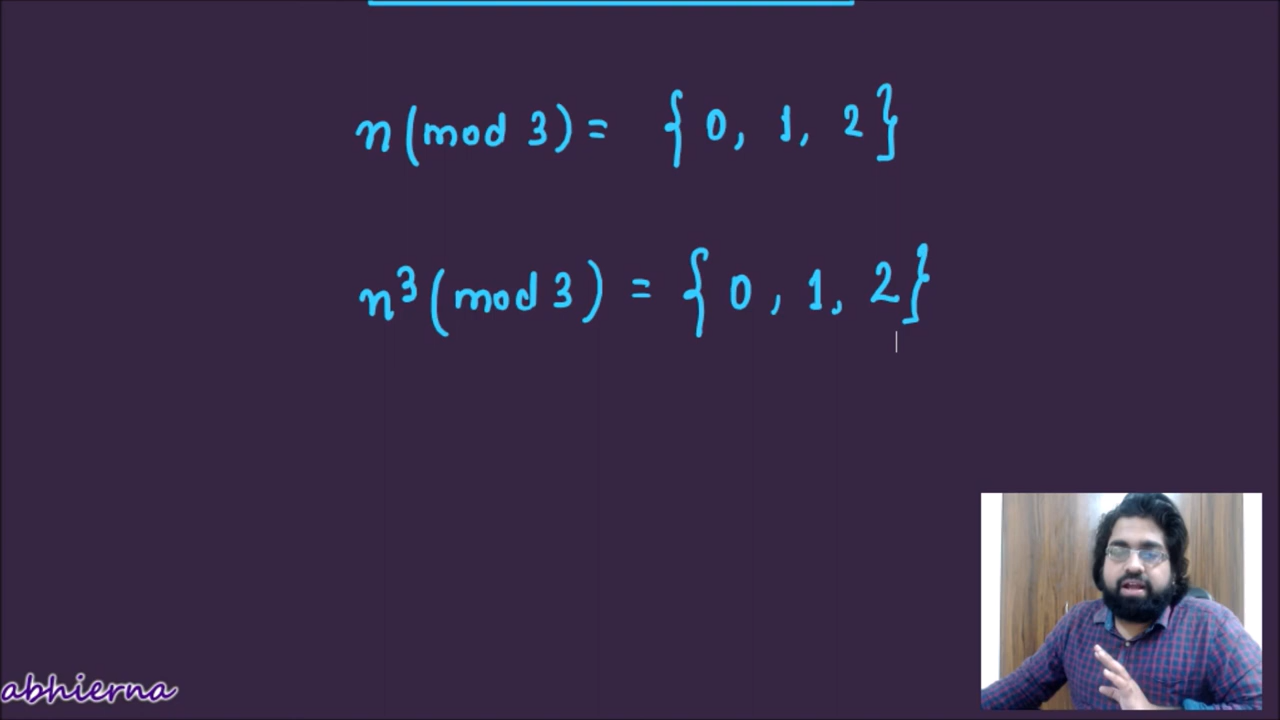 n(mod 3) = {0, 1, 2}
n³(mod 3) = {0, 1, 2}
abhierna